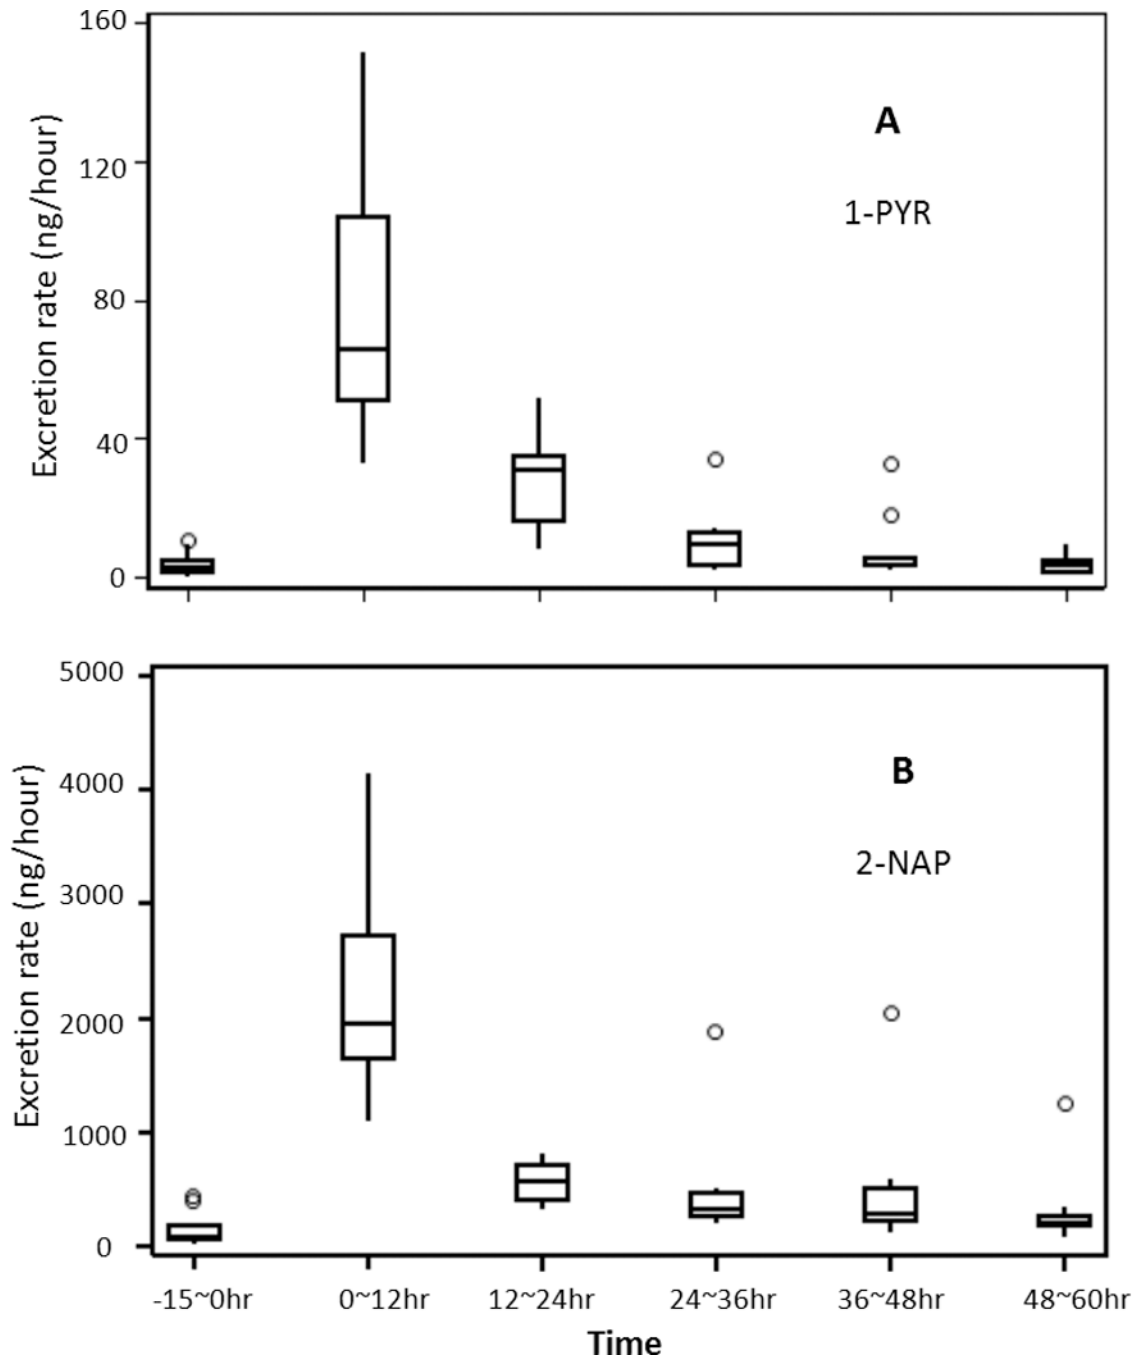 160
120
80
40
0
Excretion rate (ng/hour)
A
1-PYR
5000
4000
3000
2000
1000
0
Excretion rate (ng/hour)
B
2-NAP
-15~0hr 0~12hr 12~24hr 24~36hr 36~48hr 48~60hr
Time